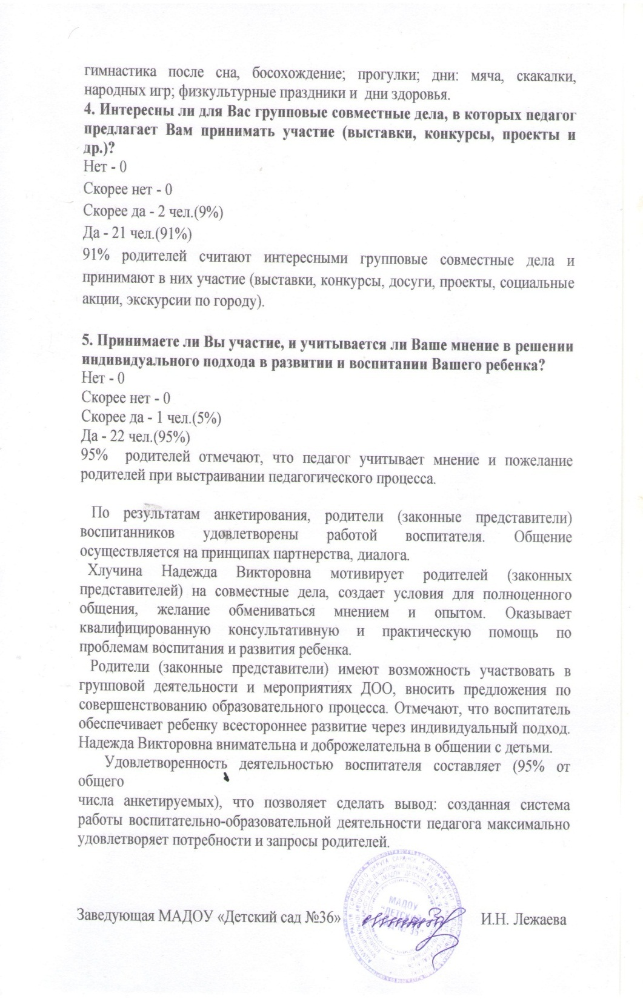 гимнастика после сна, босохождение; прогулки; дни: мяча, скакалки,
народных игр; физкультурные праздники и дни здоровья.
4. Интересны ли для Вас групповые совместные дела, в которых педагог
предлагает Вам принимать участие (выставки, конкурсы, проекты и
др.)?
Нет - 0
Скорее нет - 0
Скорее да - 2 чел.(9%)
Да - 21 чел.(91%)
91% родителей считают интересными групповые совместные дела и
принимают в них участие (выставки, конкурсы, досуги, проекты, социальные
акции, экскурсии по городу).
5. Принимаете ли Вы участие, и учитывается ли Ваше мнение в решении
индивидуального подхода в развитии и воспитании Вашего ребенка?
Нет - 0
Скорее нет - 0
Скорее да - 1 чел.(5%)
Да - 22 чел.(95%)
95% родителей отмечают, что педагог учитывает мнение и пожелание
родителей при выстраивании педагогического процесса.
По результатам анкетирования, родители (законные представители)
воспитанников удовлетворены работой воспитателя. Общение
осуществляется на принципах партнерства, диалога.
Хлучина Надежда Викторовна мотивирует родителей (законных
представителей) на совместные дела, создает условия для полноценного
общения, желание обмениваться мнением и опытом. Оказывает
квалифицированную консультативную и практическую помощь по
проблемам воспитания и развития ребенка.
Родители (законные представители) имеют возможность участвовать в
групповой деятельности и мероприятиях ДОО, вносить предложения по
совершенствованию образовательного процесса. Отмечают, что воспитатель
обеспечивает ребенку всестороннее развитие через индивидуальный подход.
Надежда Викторовна внимательна и доброжелательна в общении с детьми.
Удовлетворенность деятельностью воспитателя составляет (95% от
общего
числа анкетируемых), что позволяет сделать вывод: созданная система
работы воспитательно-образовательной деятельности педагога максимально
удовлетворяет потребности и запросы родителей.
Заведующая МАДОУ «Детский сад №36» И.Н. Лежаева
МАДОУ